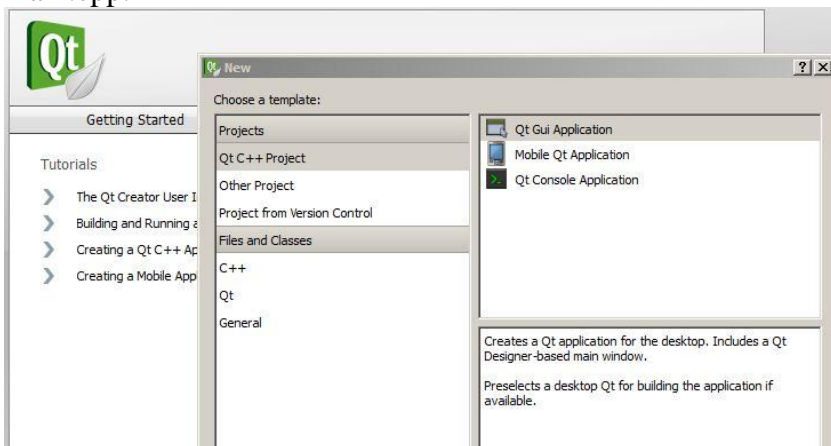 Qt
New
Choose a template:
Getting Started
Tutorials
The Qt Creator User
Building and Running
Creating a Qt C++
Creating a Mobile
Projects
Qt C++ Project
Other Project
Project from Version Control
Files and Classes
C++
Qt
General
Qt Gui Application
Mobile Qt Application
Qt Console Application
Creates a Qt application for the desktop. Includes a Qt
Designer-based main window.
Preselects a desktop Qt for building the application if
available.